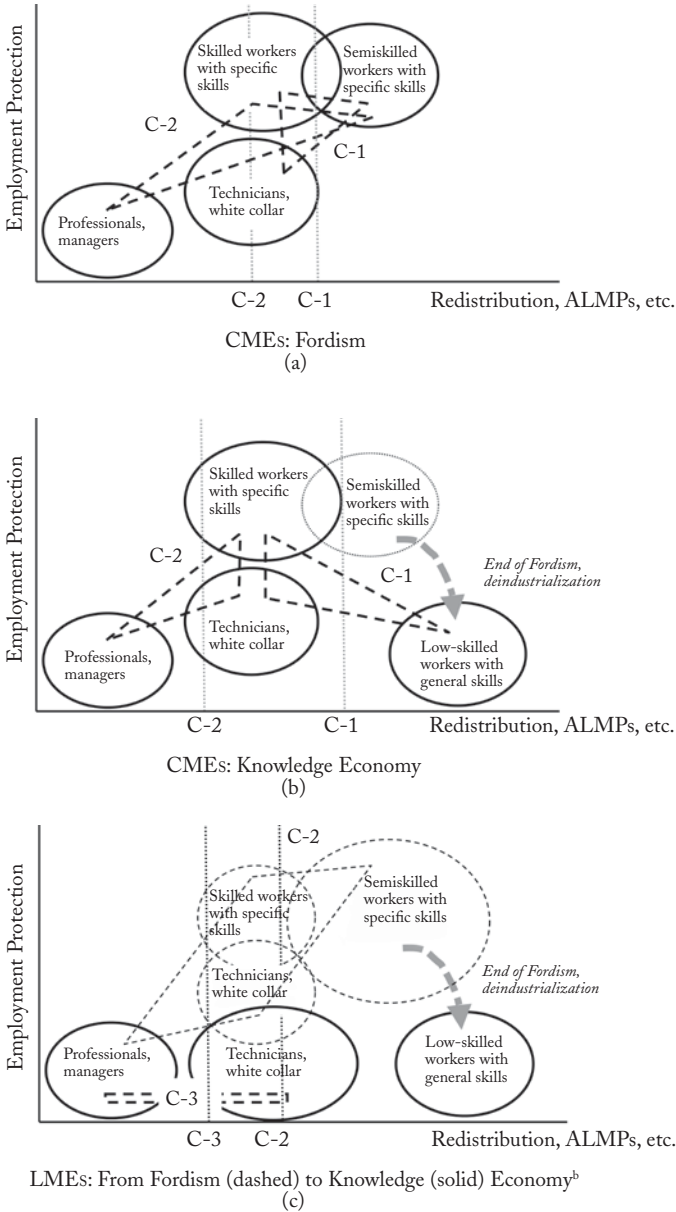 Employment Protection
Skilled workers
with specific
skills
Semiskilled
workers with
specific skills
C-2
C-1
Technicians,
white collar
Professionals,
managers
C-2
C-1
Redistribution, ALMPs, etc.
CMEs: Fordism
(a)
Employment Protection
Skilled workers
with specific
skills
Semiskilled
workers with
specific skills
C-2
C-1
End of Fordism,
deindustrialization
Technicians,
white collar
Professionals,
managers
Low-skilled
workers with
general skills
C-2
C-1
Redistribution, ALMPs, etc.
CMEs: Knowledge Economy
(b)
Employment Protection
C-2
Skilled workers
with specific
skills
Semiskilled
workers with
specific skills
Technicians,
white collar
End of Fordism,
deindustrialization
Professionals,
managers
Technicians,
white collar
Low-skilled
workers with
general skills
C-3
C-3
C-2
Redistribution, ALMPs, etc.
LMEs: From Fordism (dashed) to Knowledge (solid) Economyᵇ
(c)